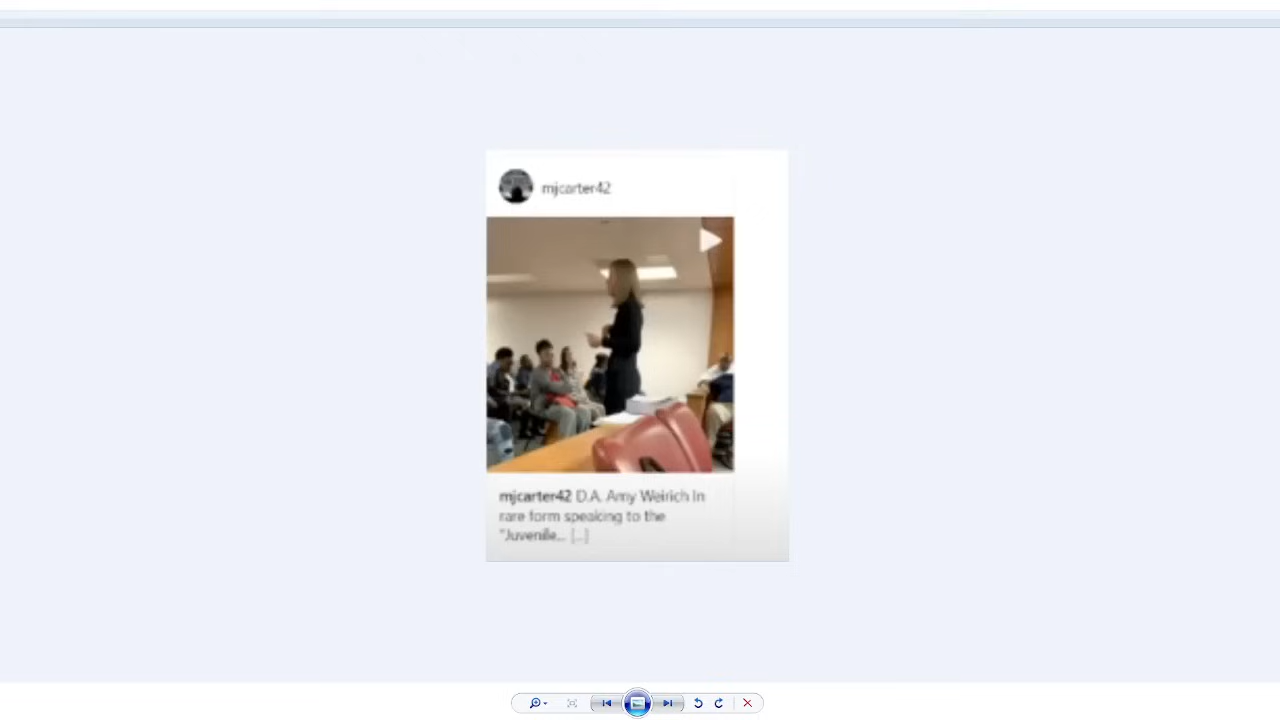 mjcarter42
mjcarter42 D.A. Amy Weirich In
rare form speaking to the
"Juvenile... [...]